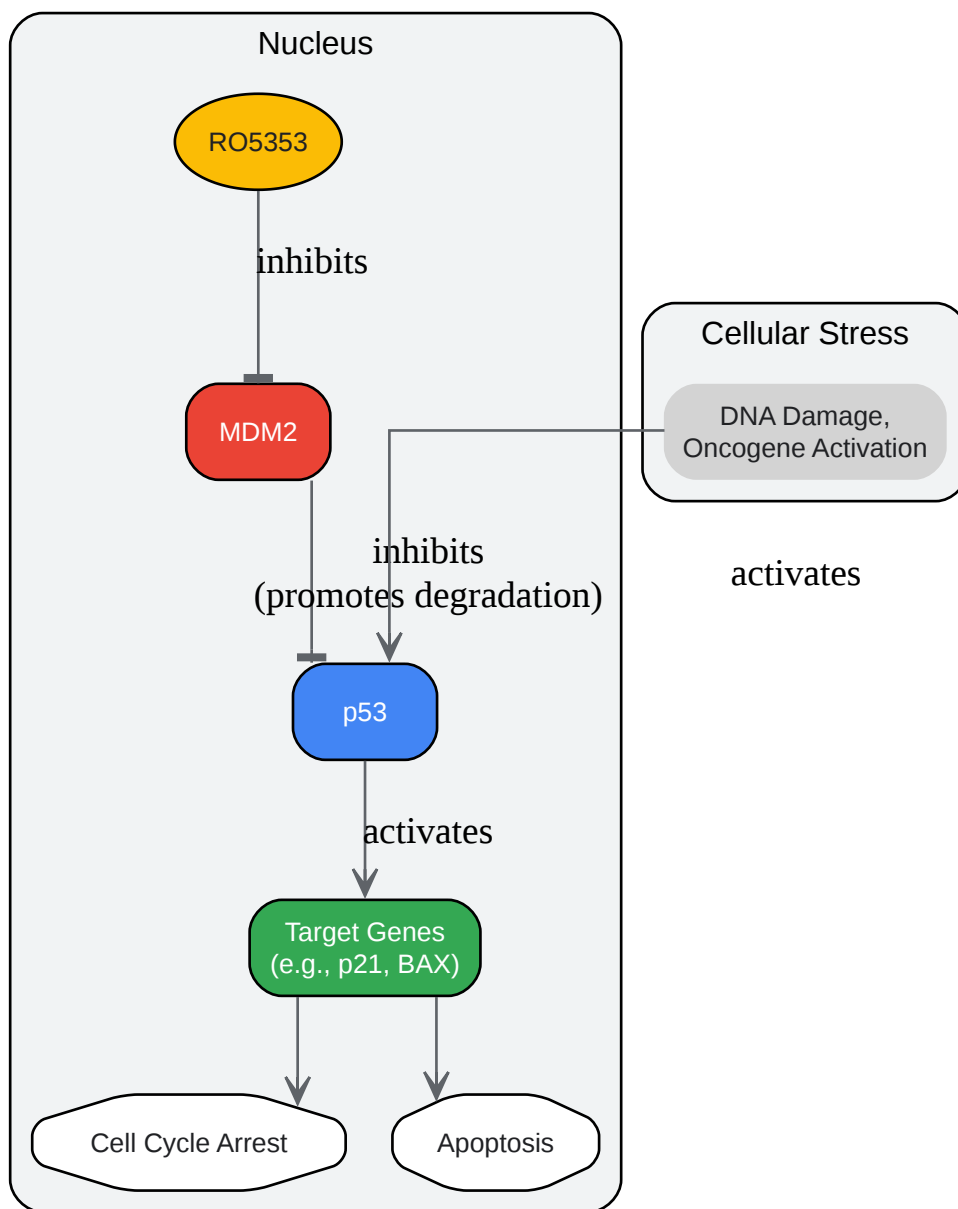 Nucleus
RO5353
inhibits
Cellular Stress
DNA Damage,
Oncogene Activation
MDM2
inhibits
(promotes degradation)
activates
p53
activates
Target Genes
(e.g., p21, BAX)
Cell Cycle Arrest
Apoptosis